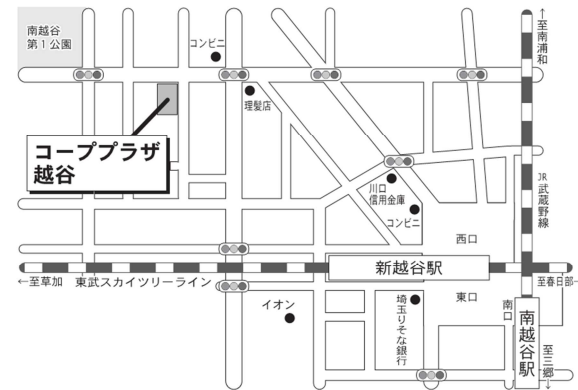 南越谷
第1公園
コンビニ
理髪店
コーププラザ
越谷
川口
信用金庫
コンビニ
↑至南浦和
JR武蔵野線
西口
新越谷駅
←至草加
東武スカイツリーライン
至春日部→
東口
南口
イオン
埼玉りそな銀行
南越谷駅
至三郷↓